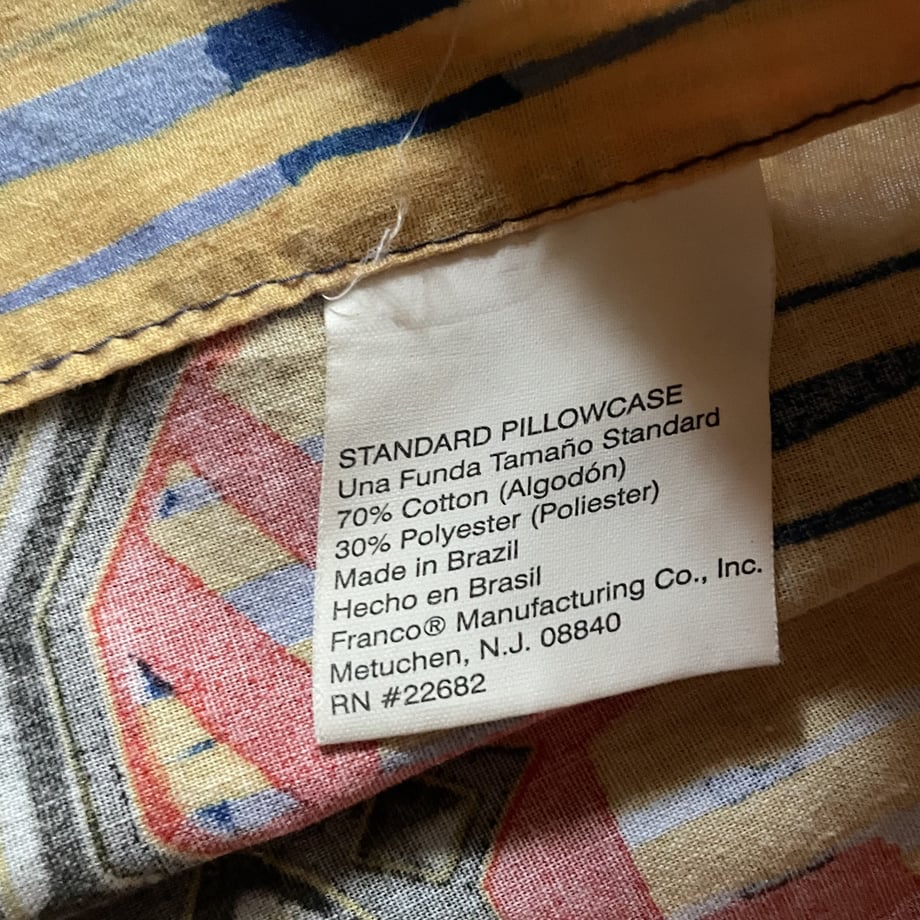 STANDARD PILLOWCASE
Una Funda Tamaño Standard
70% Cotton (Algodón)
30% Polyester (Poliester)
Made in Brazil
Hecho en Brasil
Franco® Manufacturing Co., Inc.
Metuchen, N.J. 08840
RN #22682